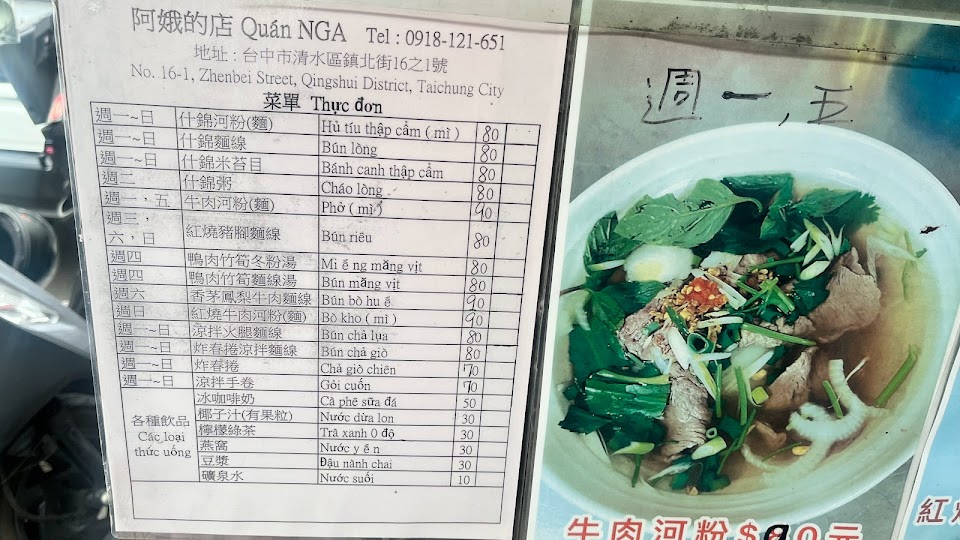 阿娥的店 Quán NGA Tel : 0918-121-651
地址：台中市清水區鎮北街16之1號
No. 16-1, Zhenbei Street, Qingshui District, Taichung City
菜單 Thực đơn
週一~日 什錦河粉(麵) Hủ tíu thập cẩm ( mì ) 80
週一~日 什錦麵線 Bún lòng 80
週一~日 什錦米苔目 Bánh canh thập cẩm 80
週二 什錦粥 Cháo lòng 80
週一，五 牛肉河粉(麵) Phở ( mì ) 90
週三，六，日 紅燒豬腳麵線 Bún riêu 80
週四 鴨肉竹筍冬粉湯 Mi ế ng măng vịt 80
週四 鴨肉竹筍麵線湯 Bún măng vịt 80
週六 香茅鳳梨牛肉麵線 Bún bò hu ế 90
週日 紅燒牛肉河粉(麵) Bò kho ( mì ) 90
週一~日 涼拌火腿麵線 Bún chả lụa 80
週一~日 炸春捲涼拌麵線 Bún chả giò 80
週一~日 炸春捲 Chả giò chiên 70
週一~日 涼拌手卷 Gỏi cuốn 70
各種飲品
Các loại
thức uống
冰咖啡奶 Cà phê sữa đá 50
椰子汁(有果粒) Nước dừa lon 30
檸檬綠茶 Trà xanh 0 độ 30
燕窩 Nước y ế n 30
豆漿 Đậu nành chai 30
礦泉水 Nước suối 10
週一,五
牛肉河粉$90元
紅